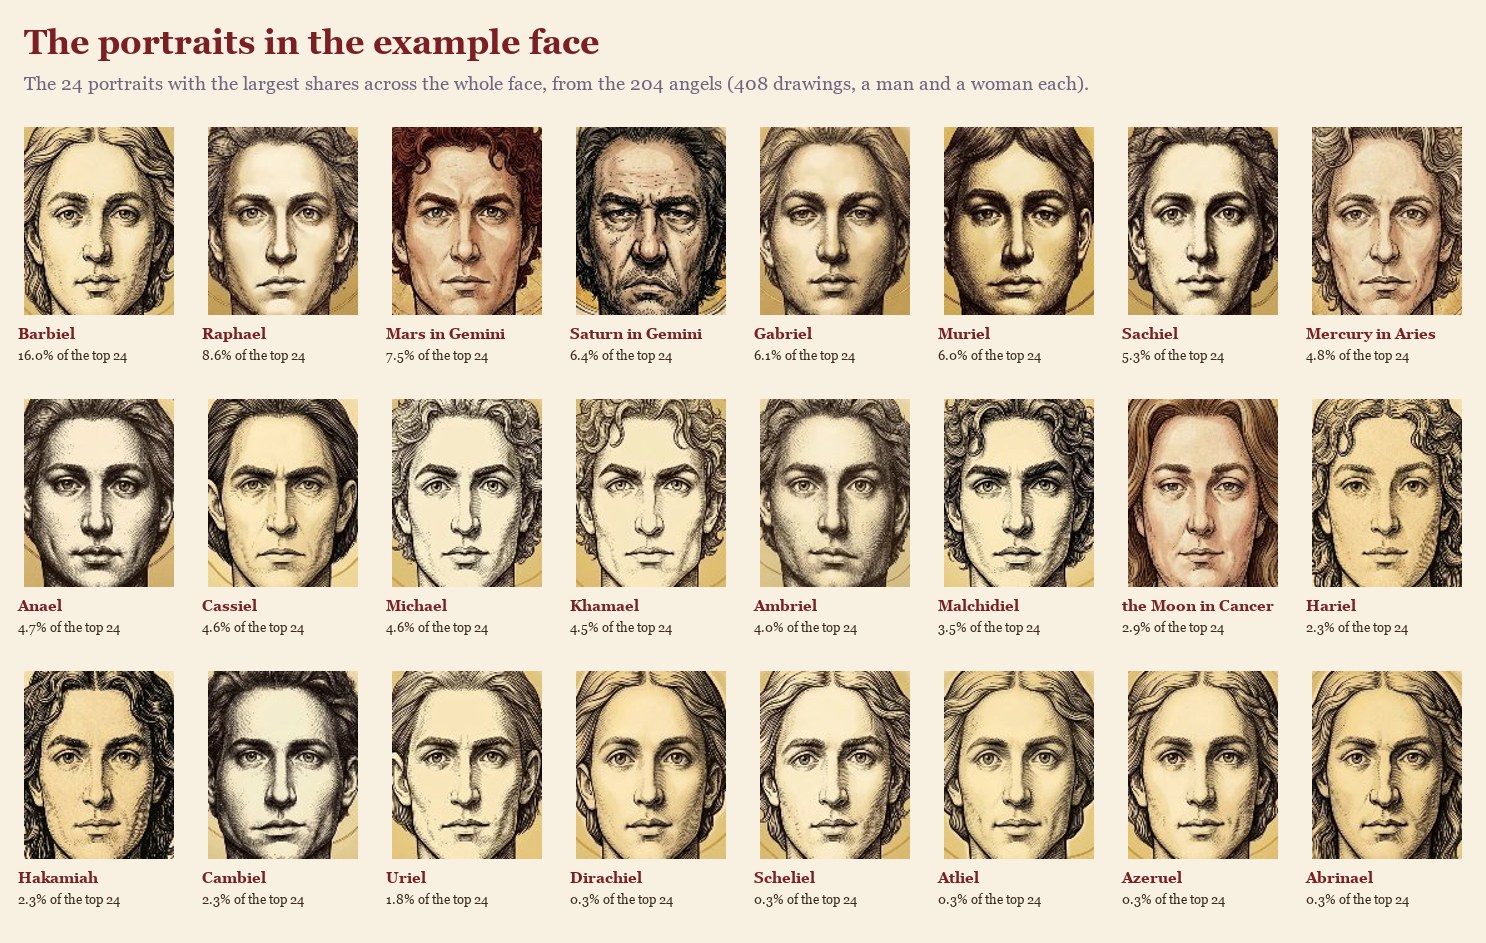 The portraits in the example face
The 24 portraits with the largest shares across the whole face, from the 204 angels (408 drawings, a man and a woman each).
Barbiel
16.0% of the top 24
Raphael
8.6% of the top 24
Mars in Gemini
7.5% of the top 24
Saturn in Gemini
6.4% of the top 24
Gabriel
6.1% of the top 24
Muriel
6.0% of the top 24
Sachiel
5.3% of the top 24
Mercury in Aries
4.8% of the top 24
Anael
4.7% of the top 24
Cassiel
4.6% of the top 24
Michael
4.6% of the top 24
Khamael
4.5% of the top 24
Ambriel
4.0% of the top 24
Malchidiel
3.5% of the top 24
the Moon in Cancer
2.9% of the top 24
Hariel
2.3% of the top 24
Hakamiah
2.3% of the top 24
Cambiel
2.3% of the top 24
Uriel
1.8% of the top 24
Dirachiel
0.3% of the top 24
Scheliel
0.3% of the top 24
Atliel
0.3% of the top 24
Azeruel
0.3% of the top 24
Abrinael
0.3% of the top 24